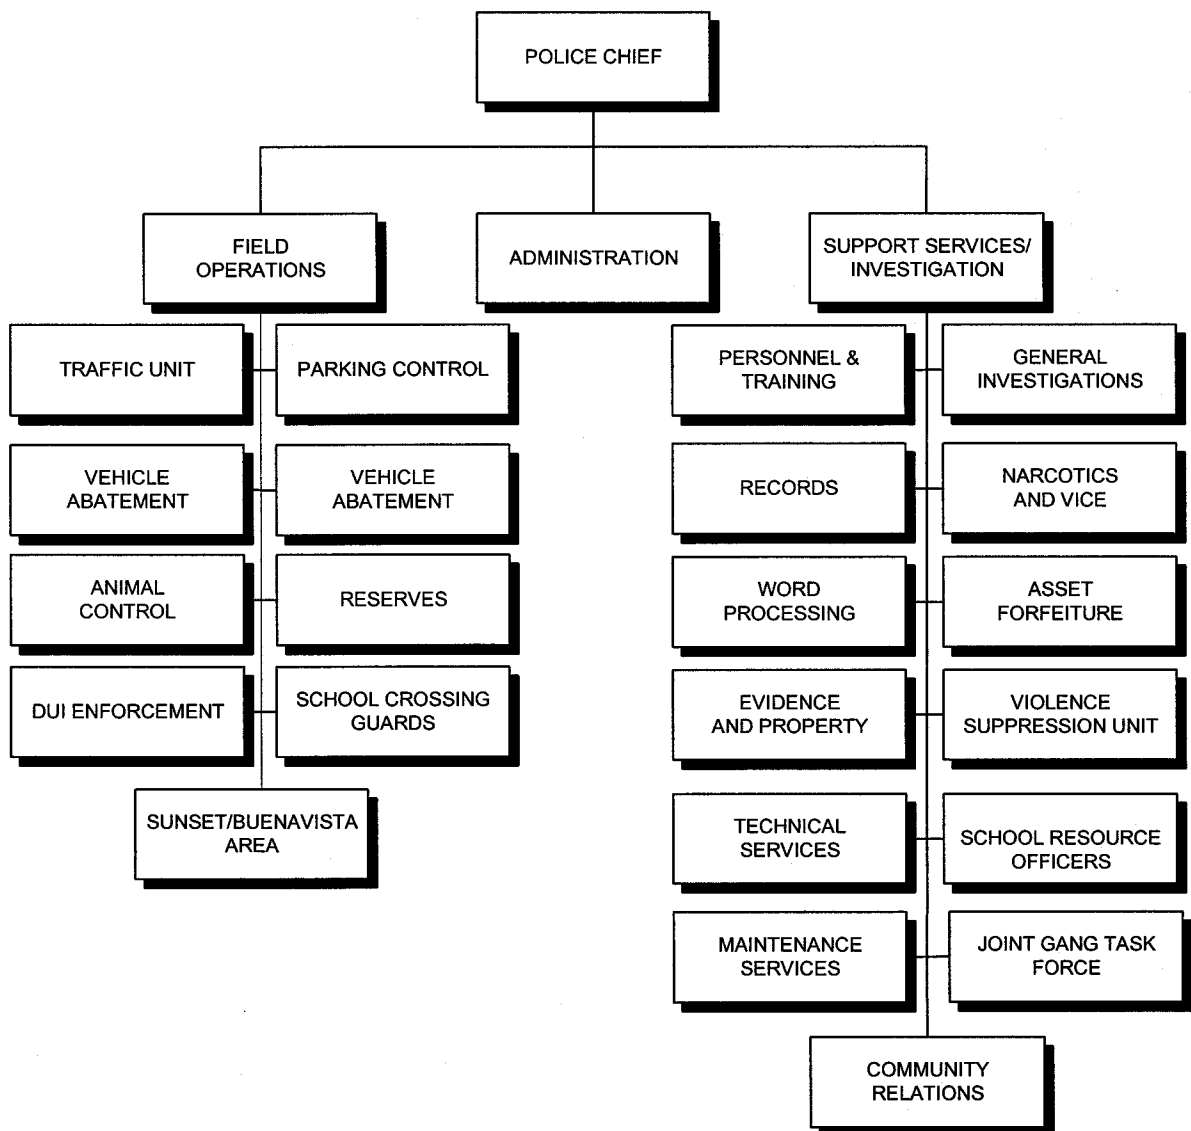 POLICE CHIEF
FIELD
OPERATIONS
ADMINISTRATION
SUPPORT SERVICES/
INVESTIGATION
TRAFFIC UNIT
PARKING CONTROL
PERSONNEL &
TRAINING
GENERAL
INVESTIGATIONS
VEHICLE
ABATEMENT
VEHICLE
ABATEMENT
RECORDS
NARCOTICS
AND VICE
ANIMAL
CONTROL
RESERVES
WORD
PROCESSING
ASSET
FORFEITURE
DUI ENFORCEMENT
SCHOOL CROSSING
GUARDS
EVIDENCE
AND PROPERTY
VIOLENCE
SUPPRESSION UNIT
SUNSET/BUENAVISTA
AREA
TECHNICAL
SERVICES
SCHOOL RESOURCE
OFFICERS
MAINTENANCE
SERVICES
JOINT GANG TASK
FORCE
COMMUNITY
RELATIONS